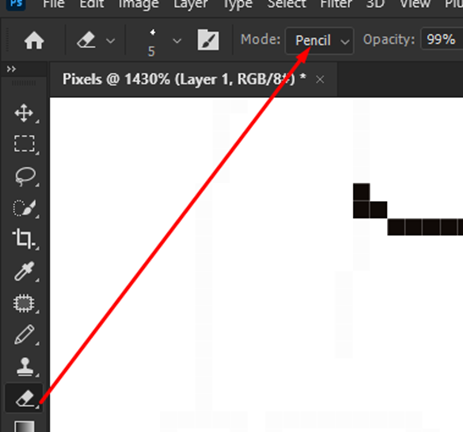 Ps File Edit Image Layer Type Select Filter 3D View
5 Mode: Pencil Opacity: 99%
Pixels @ 1430% (Layer 1, RGB/8#) * ×